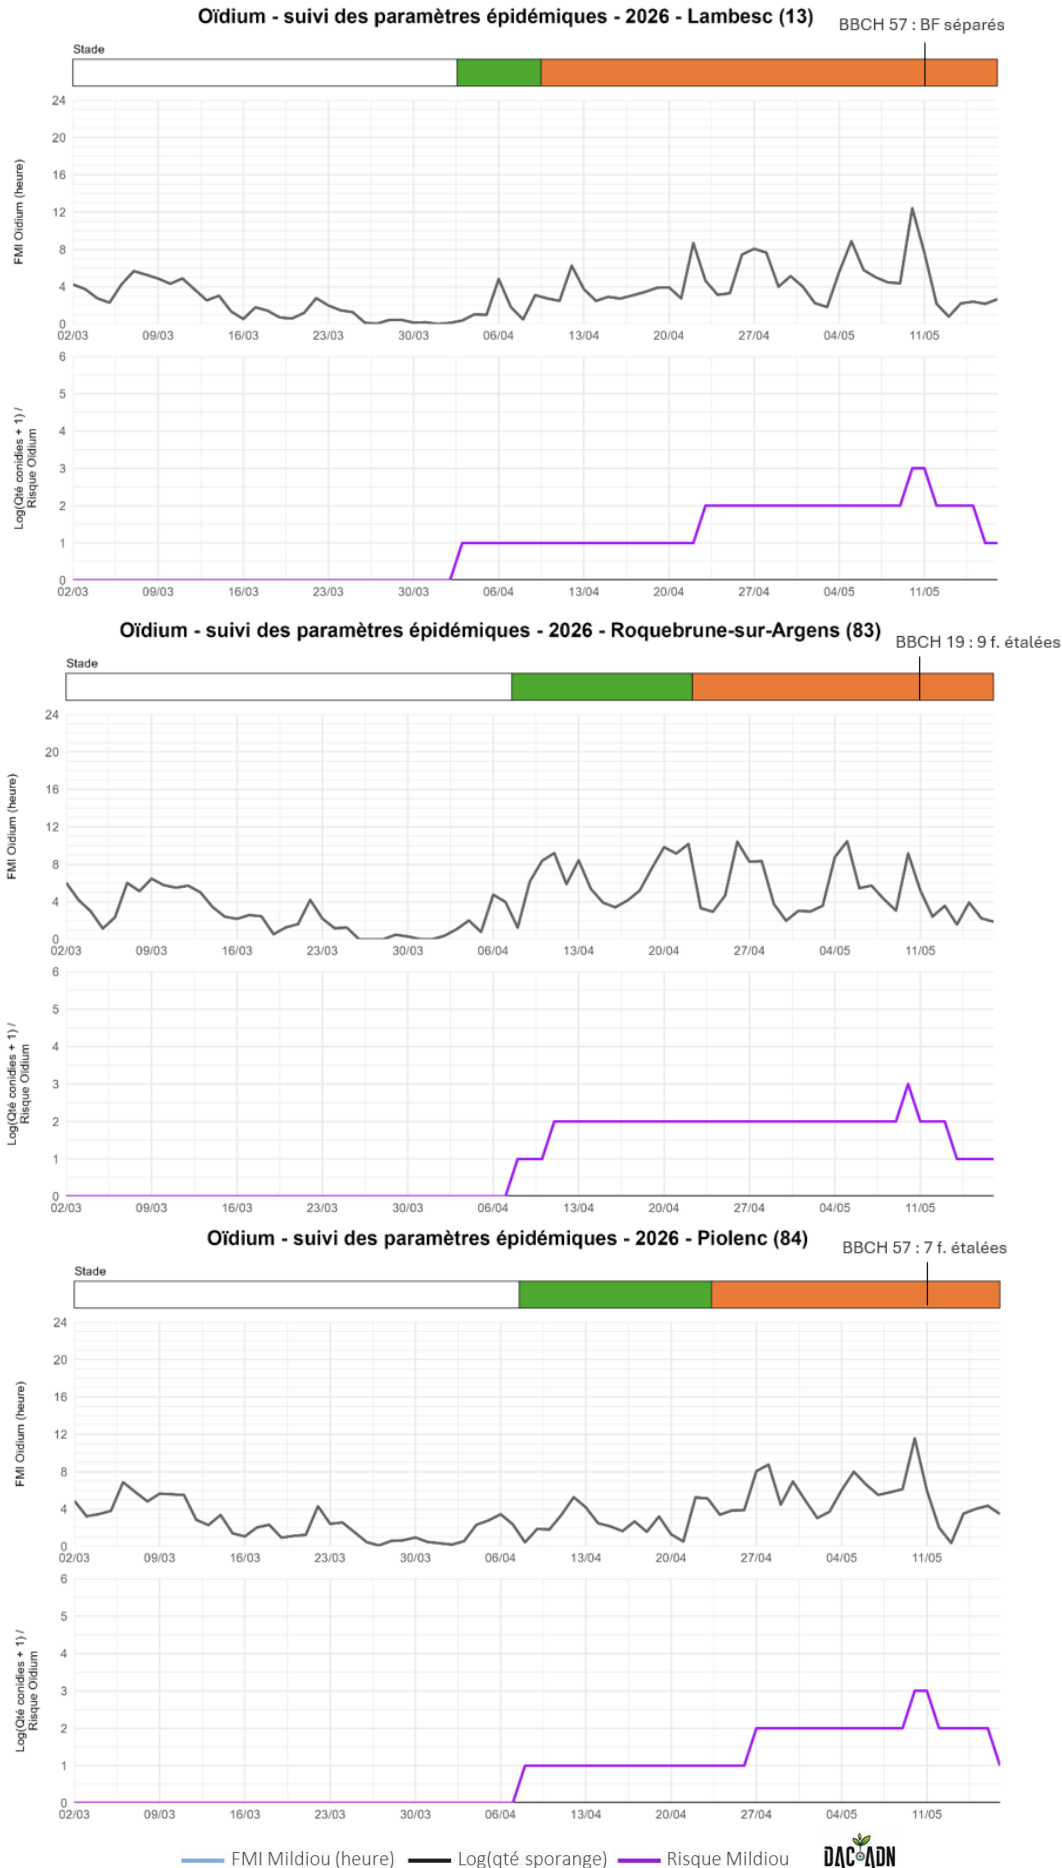 Oïdium - suivi des paramètres épidémiques - 2026 - Lambesc (13)
BBCH 57 : BF séparés
Stade
24
20
16
12
8
4
0
FMI Oïdium (heure)
02/03 09/03 16/03 23/03 30/03 06/04 13/04 20/04 27/04 04/05 11/05
6
5
4
3
2
1
0
Log(Qté conidies + 1) /
Risque Oïdium
02/03 09/03 16/03 23/03 30/03 06/04 13/04 20/04 27/04 04/05 11/05
Oïdium - suivi des paramètres épidémiques - 2026 - Roquebrune-sur-Argens (83)
BBCH 19 : 9 f. étalées
Stade
24
20
16
12
8
4
0
FMI Oïdium (heure)
02/03 09/03 16/03 23/03 30/03 06/04 13/04 20/04 27/04 04/05 11/05
6
5
4
3
2
1
0
Log(Qté conidies + 1) /
Risque Oïdium
02/03 09/03 16/03 23/03 30/03 06/04 13/04 20/04 27/04 04/05 11/05
Oïdium - suivi des paramètres épidémiques - 2026 - Piolenc (84)
BBCH 57 : 7 f. étalées
Stade
24
20
16
12
8
4
0
FMI Oïdium (heure)
02/03 09/03 16/03 23/03 30/03 06/04 13/04 20/04 27/04 04/05 11/05
6
5
4
3
2
1
0
Log(Qté conidies + 1) /
Risque Oïdium
02/03 09/03 16/03 23/03 30/03 06/04 13/04 20/04 27/04 04/05 11/05
FMI Mildiou (heure) Log(qté sporange) Risque Mildiou
DAC ADN